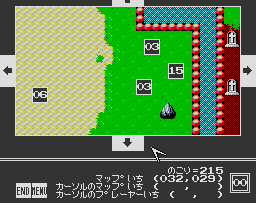 03
15
03
06
のこり=215
マップいち (032,029)
カーソルのマップいち ( , )
カーソルのプレーヤーいち ( , )
END MENU
00